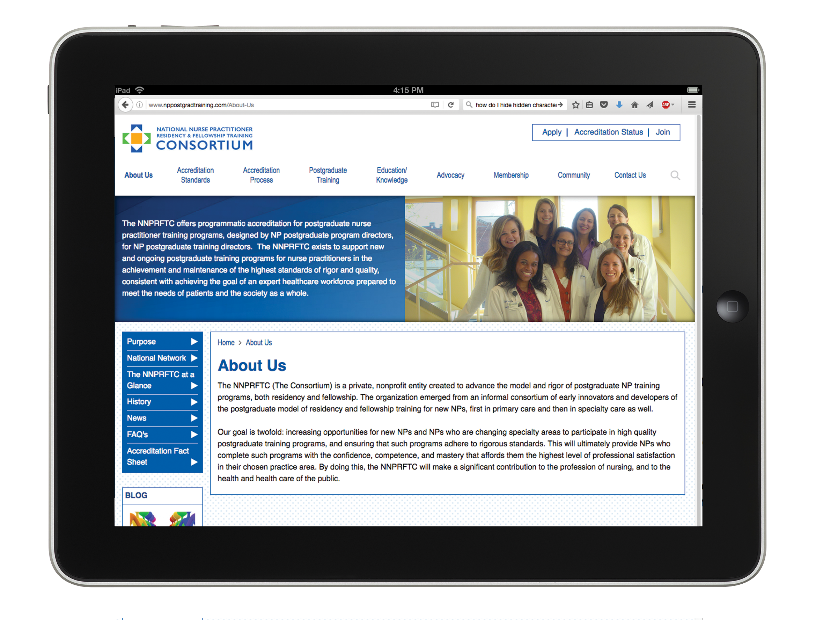 iPad
4:15 PM
www.nppostgradtraining.com/About-Us
how do I hide hidden characte
ABP
NATIONAL NURSE PRACTITIONER
RESIDENCY & FELLOWSHIP TRAINING
CONSORTIUM
Apply | Accreditation Status | Join
About Us
Accreditation
Standards
Accreditation
Process
Postgraduate
Training
Education/
Knowledge
Advocacy
Membership
Community
Contact Us
The NNPRFTC offers programmatic accreditation for postgraduate nurse
practitioner training programs, designed by NP postgraduate program directors,
for NP postgraduate training directors. The NNPRFTC exists to support new
and ongoing postgraduate training programs for nurse practitioners in the
achievement and maintenance of the highest standards of rigor and quality,
consistent with achieving the goal of an expert healthcare workforce prepared to
meet the needs of patients and the society as a whole.
Purpose
National Network
The NNPRFTC at a
Glance
History
News
FAQ's
Accreditation Fact
Sheet
BLOG
Home > About Us
About Us
The NNPRFTC (The Consortium) is a private, nonprofit entity created to advance the model and rigor of postgraduate NP training
programs, both residency and fellowship. The organization emerged from an informal consortium of early innovators and developers of
the postgraduate model of residency and fellowship training for new NPs, first in primary care and then in specialty care as well.
Our goal is twofold: increasing opportunities for new NPs and NPs who are changing specialty areas to participate in high quality
postgraduate training programs, and ensuring that such programs adhere to rigorous standards. This will ultimately provide NPs who
complete such programs with the confidence, competence, and mastery that affords them the highest level of professional satisfaction
in their chosen practice area. By doing this, the NNPRFTC will make a significant contribution to the profession of nursing, and to the
health and health care of the public.